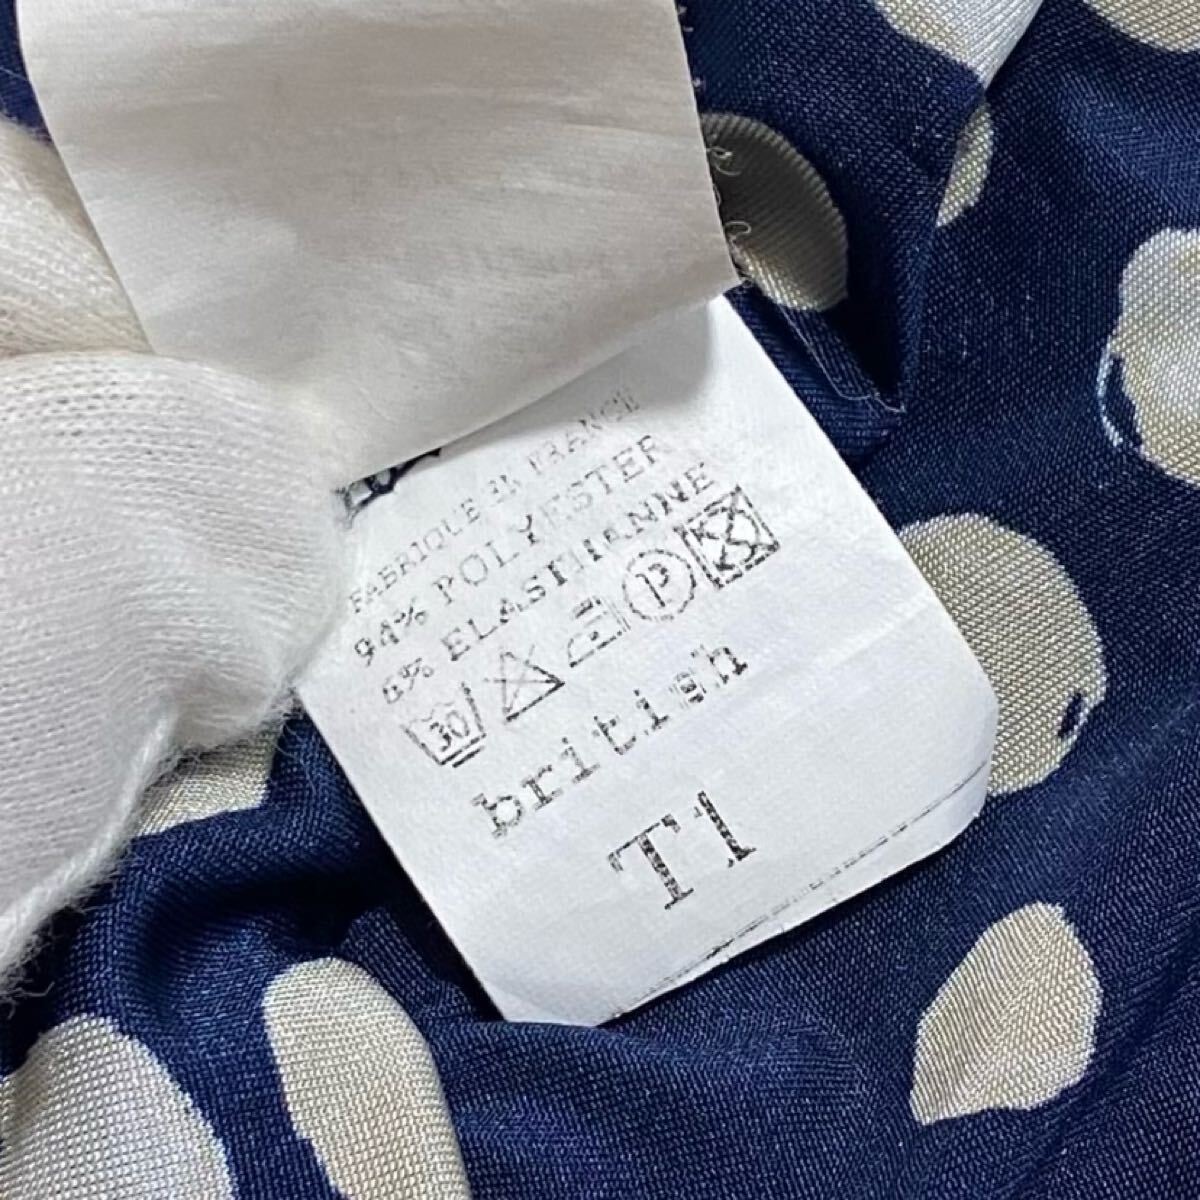 FABRIQUE EN FRANCE
94% POLYESTER
6% ELASTHANNE
30 P
british
T1